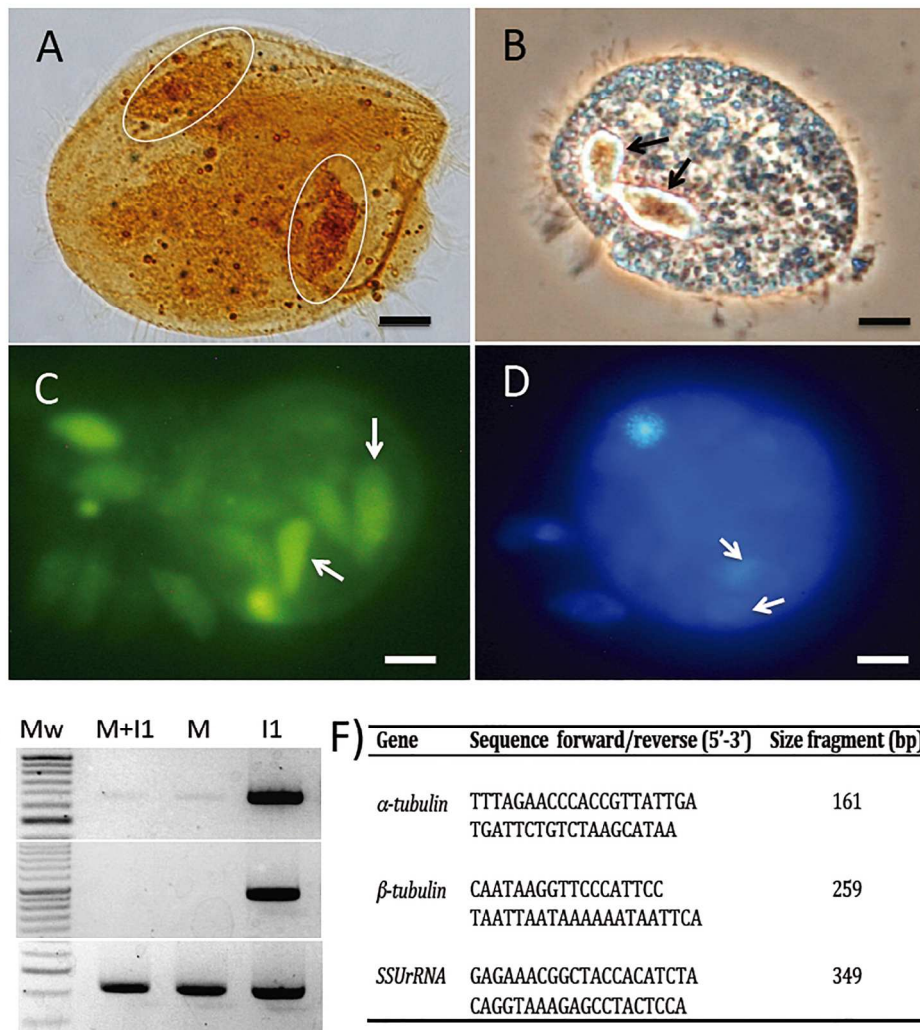 A
B
C
D
Mw M+I1 M I1
F)
Gene Sequence forward/reverse (5'-3') Size fragment (bp)
α-tubulin TTTAGAACCCACCGTTATTGA 161
TGATTCTGTCTAAGCATAA
β-tubulin CAATAAGGTTCCCATTCC 259
TAATTAATAAAAAATAATTCA
SSUrRNA GAGAAACGGCTACCACATCTA 349
CAGGTAAAGAGCCTACTCCA